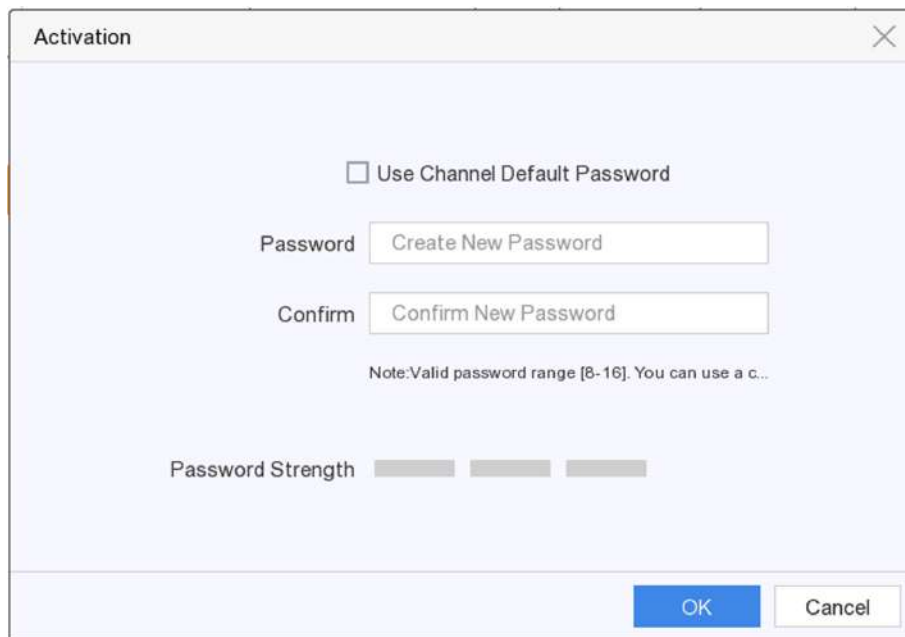 Activation
Use Channel Default Password
Password Create New Password
Confirm Confirm New Password
Note:Valid password range [8-16]. You can use a c...
Password Strength
OK Cancel